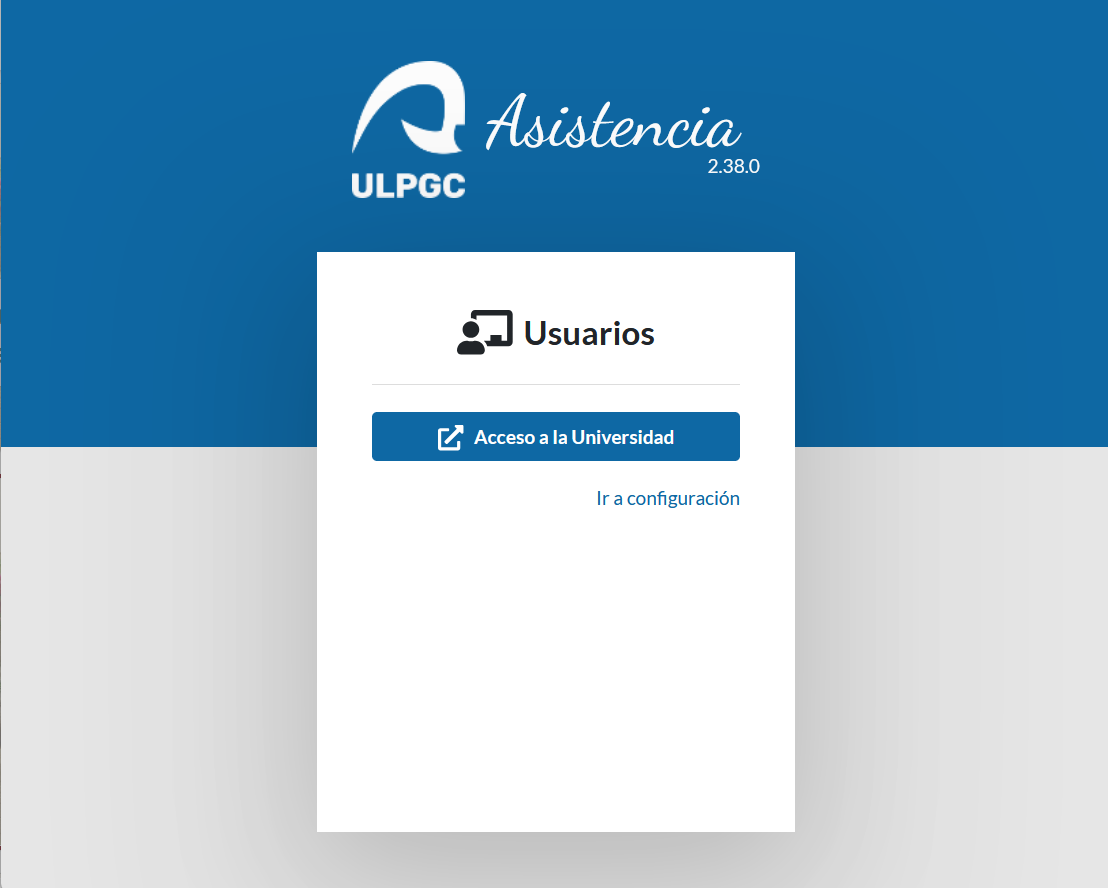 Asistencia
2.38.0
ULPGC
Usuarios
Acceso a la Universidad
Ir a configuración